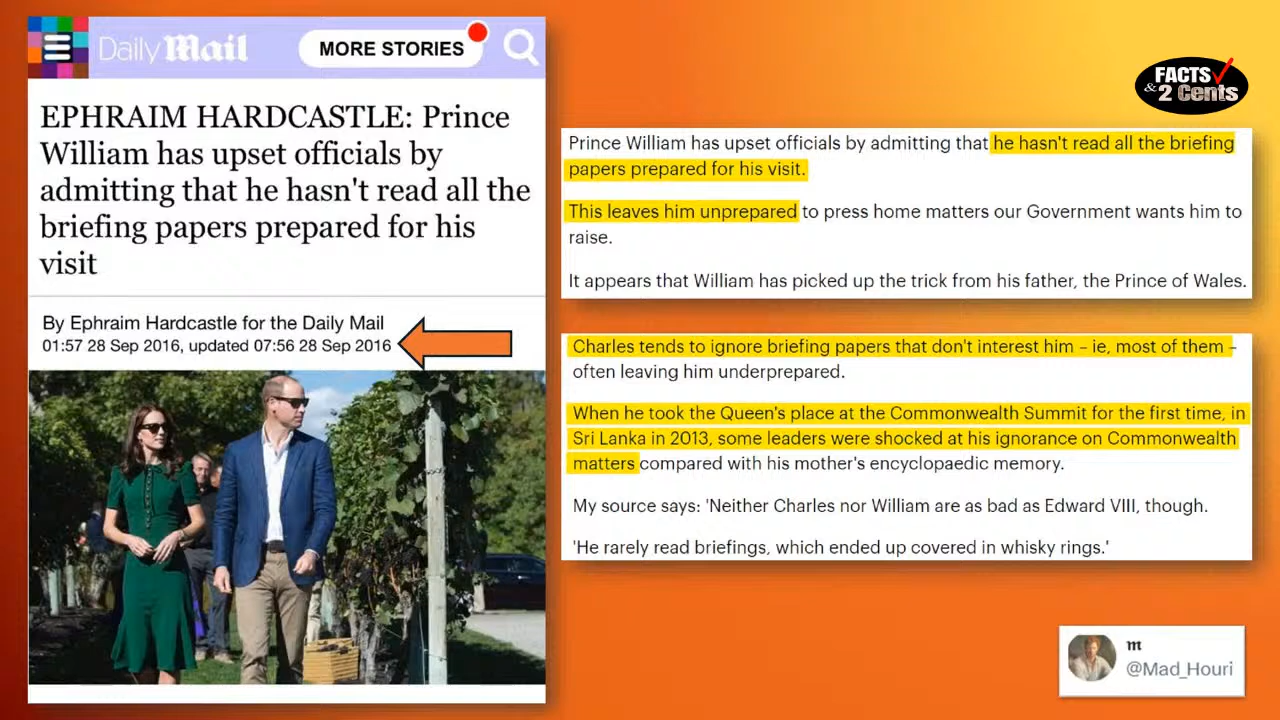 Daily Mail
MORE STORIES
EPHRAIM HARDCASTLE: Prince
William has upset officials by
admitting that he hasn't read all the
briefing papers prepared for his
visit
By Ephraim Hardcastle for the Daily Mail
01:57 28 Sep 2016, updated 07:56 28 Sep 2016
FACTS
& 2 Cents
Prince William has upset officials by admitting that he hasn't read all the briefing
papers prepared for his visit.
This leaves him unprepared to press home matters our Government wants him to
raise.
It appears that William has picked up the trick from his father, the Prince of Wales.
Charles tends to ignore briefing papers that don't interest him – ie, most of them –
often leaving him underprepared.
When he took the Queen's place at the Commonwealth Summit for the first time, in
Sri Lanka in 2013, some leaders were shocked at his ignorance on Commonwealth
matters compared with his mother's encyclopaedic memory.
My source says: 'Neither Charles nor William are as bad as Edward VIII, though.
'He rarely read briefings, which ended up covered in whisky rings.'
𝖒
@Mad_Houri